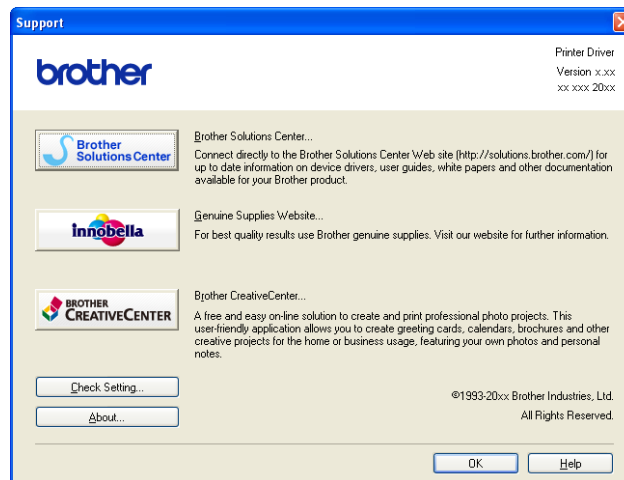 Support
brother
Printer Driver
Version x.xx
xx xxx 20xx
Brother
Solutions Center
Brother Solutions Center...
Connect directly to the Brother Solutions Center Web site (http://solutions.brother.com/) for
up to date information on device drivers, user guides, white papers and other documentation
available for your Brother product.
innobella
Genuine Supplies Website...
For best quality results use Brother genuine supplies. Visit our website for further information.
BROTHER
CREATIVECENTER
Brother CreativeCenter...
A free and easy on-line solution to create and print professional photo projects. This
user-friendly application allows you to create greeting cards, calendars, brochures and other
creative projects for the home or business usage, featuring your own photos and personal
notes.
Check Setting...
About...
©1993-20xx Brother Industries, Ltd.
All Rights Reserved.
OK
Help